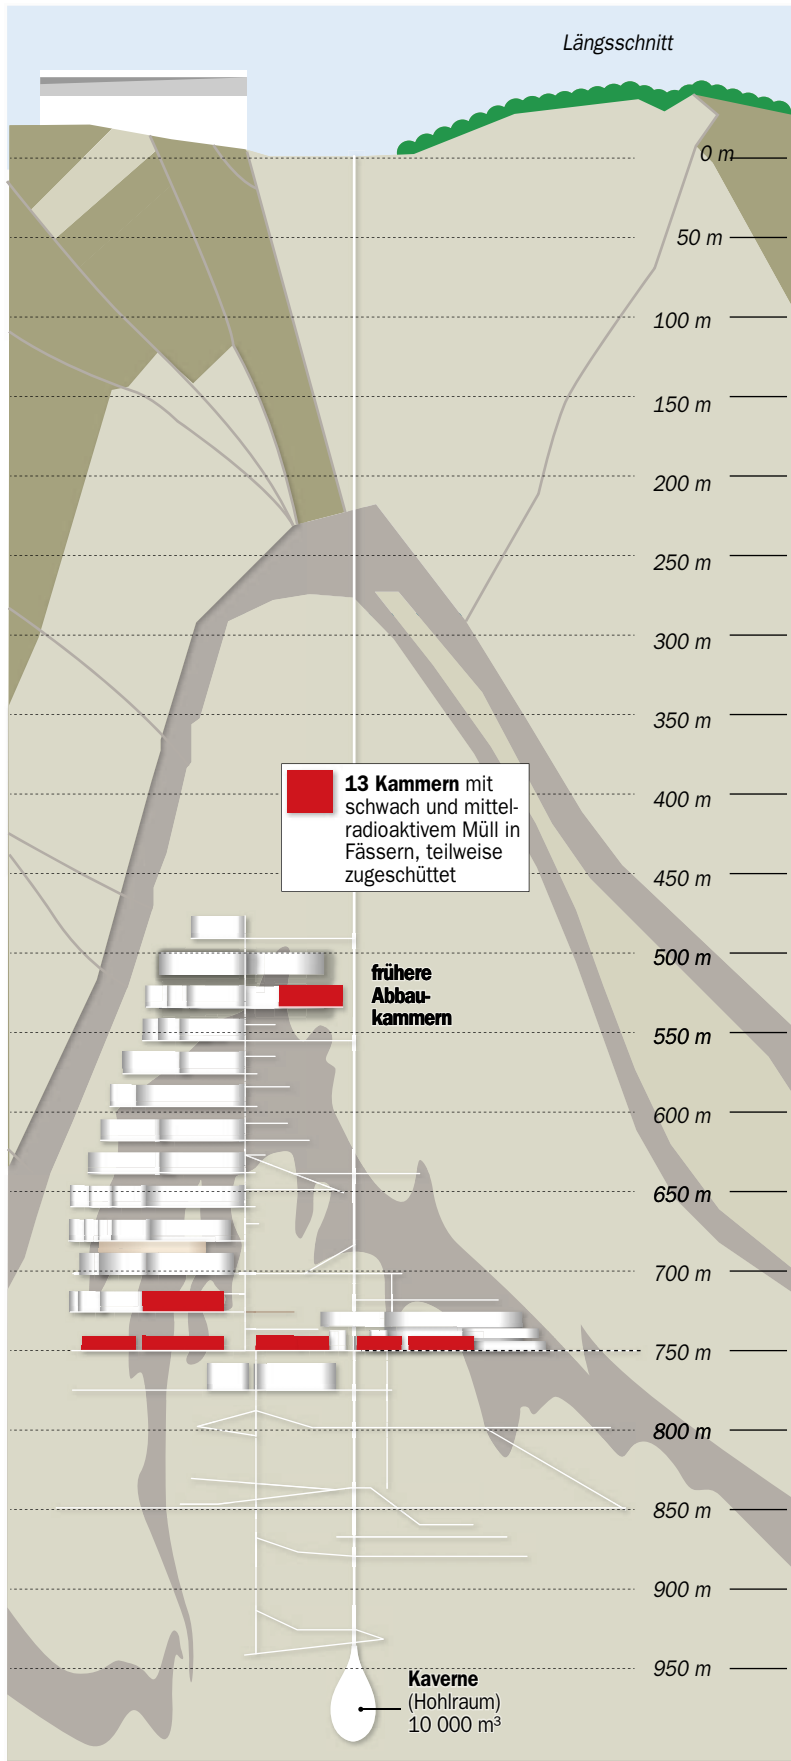 Längsschnitt
0 m
50 m
100 m
150 m
200 m
250 m
300 m
350 m
13 Kammern mit
schwach und mittel-
radioaktivem Müll in
Fässern, teilweise
zugeschüttet
400 m
450 m
500 m
frühere
Abbau-
kammern
550 m
600 m
650 m
700 m
750 m
800 m
850 m
900 m
950 m
Kaverne
(Hohlraum)
10 000 m³